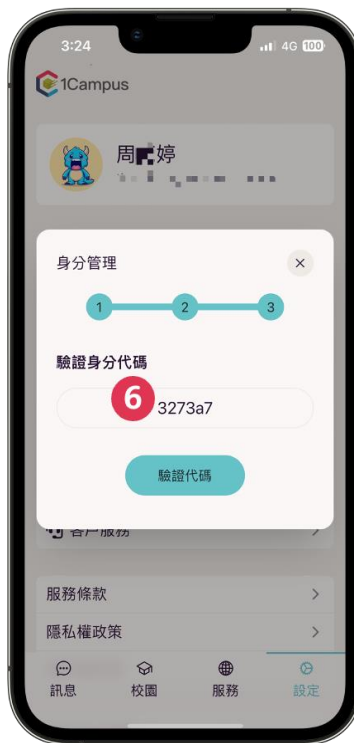 3:24
4G 100
1Campus
周 婷
身分管理
1 2 3
驗證身分代碼
6
3273a7
驗證代碼
客戶服務
服務條款
隱私權政策
訊息 校園 服務 設定